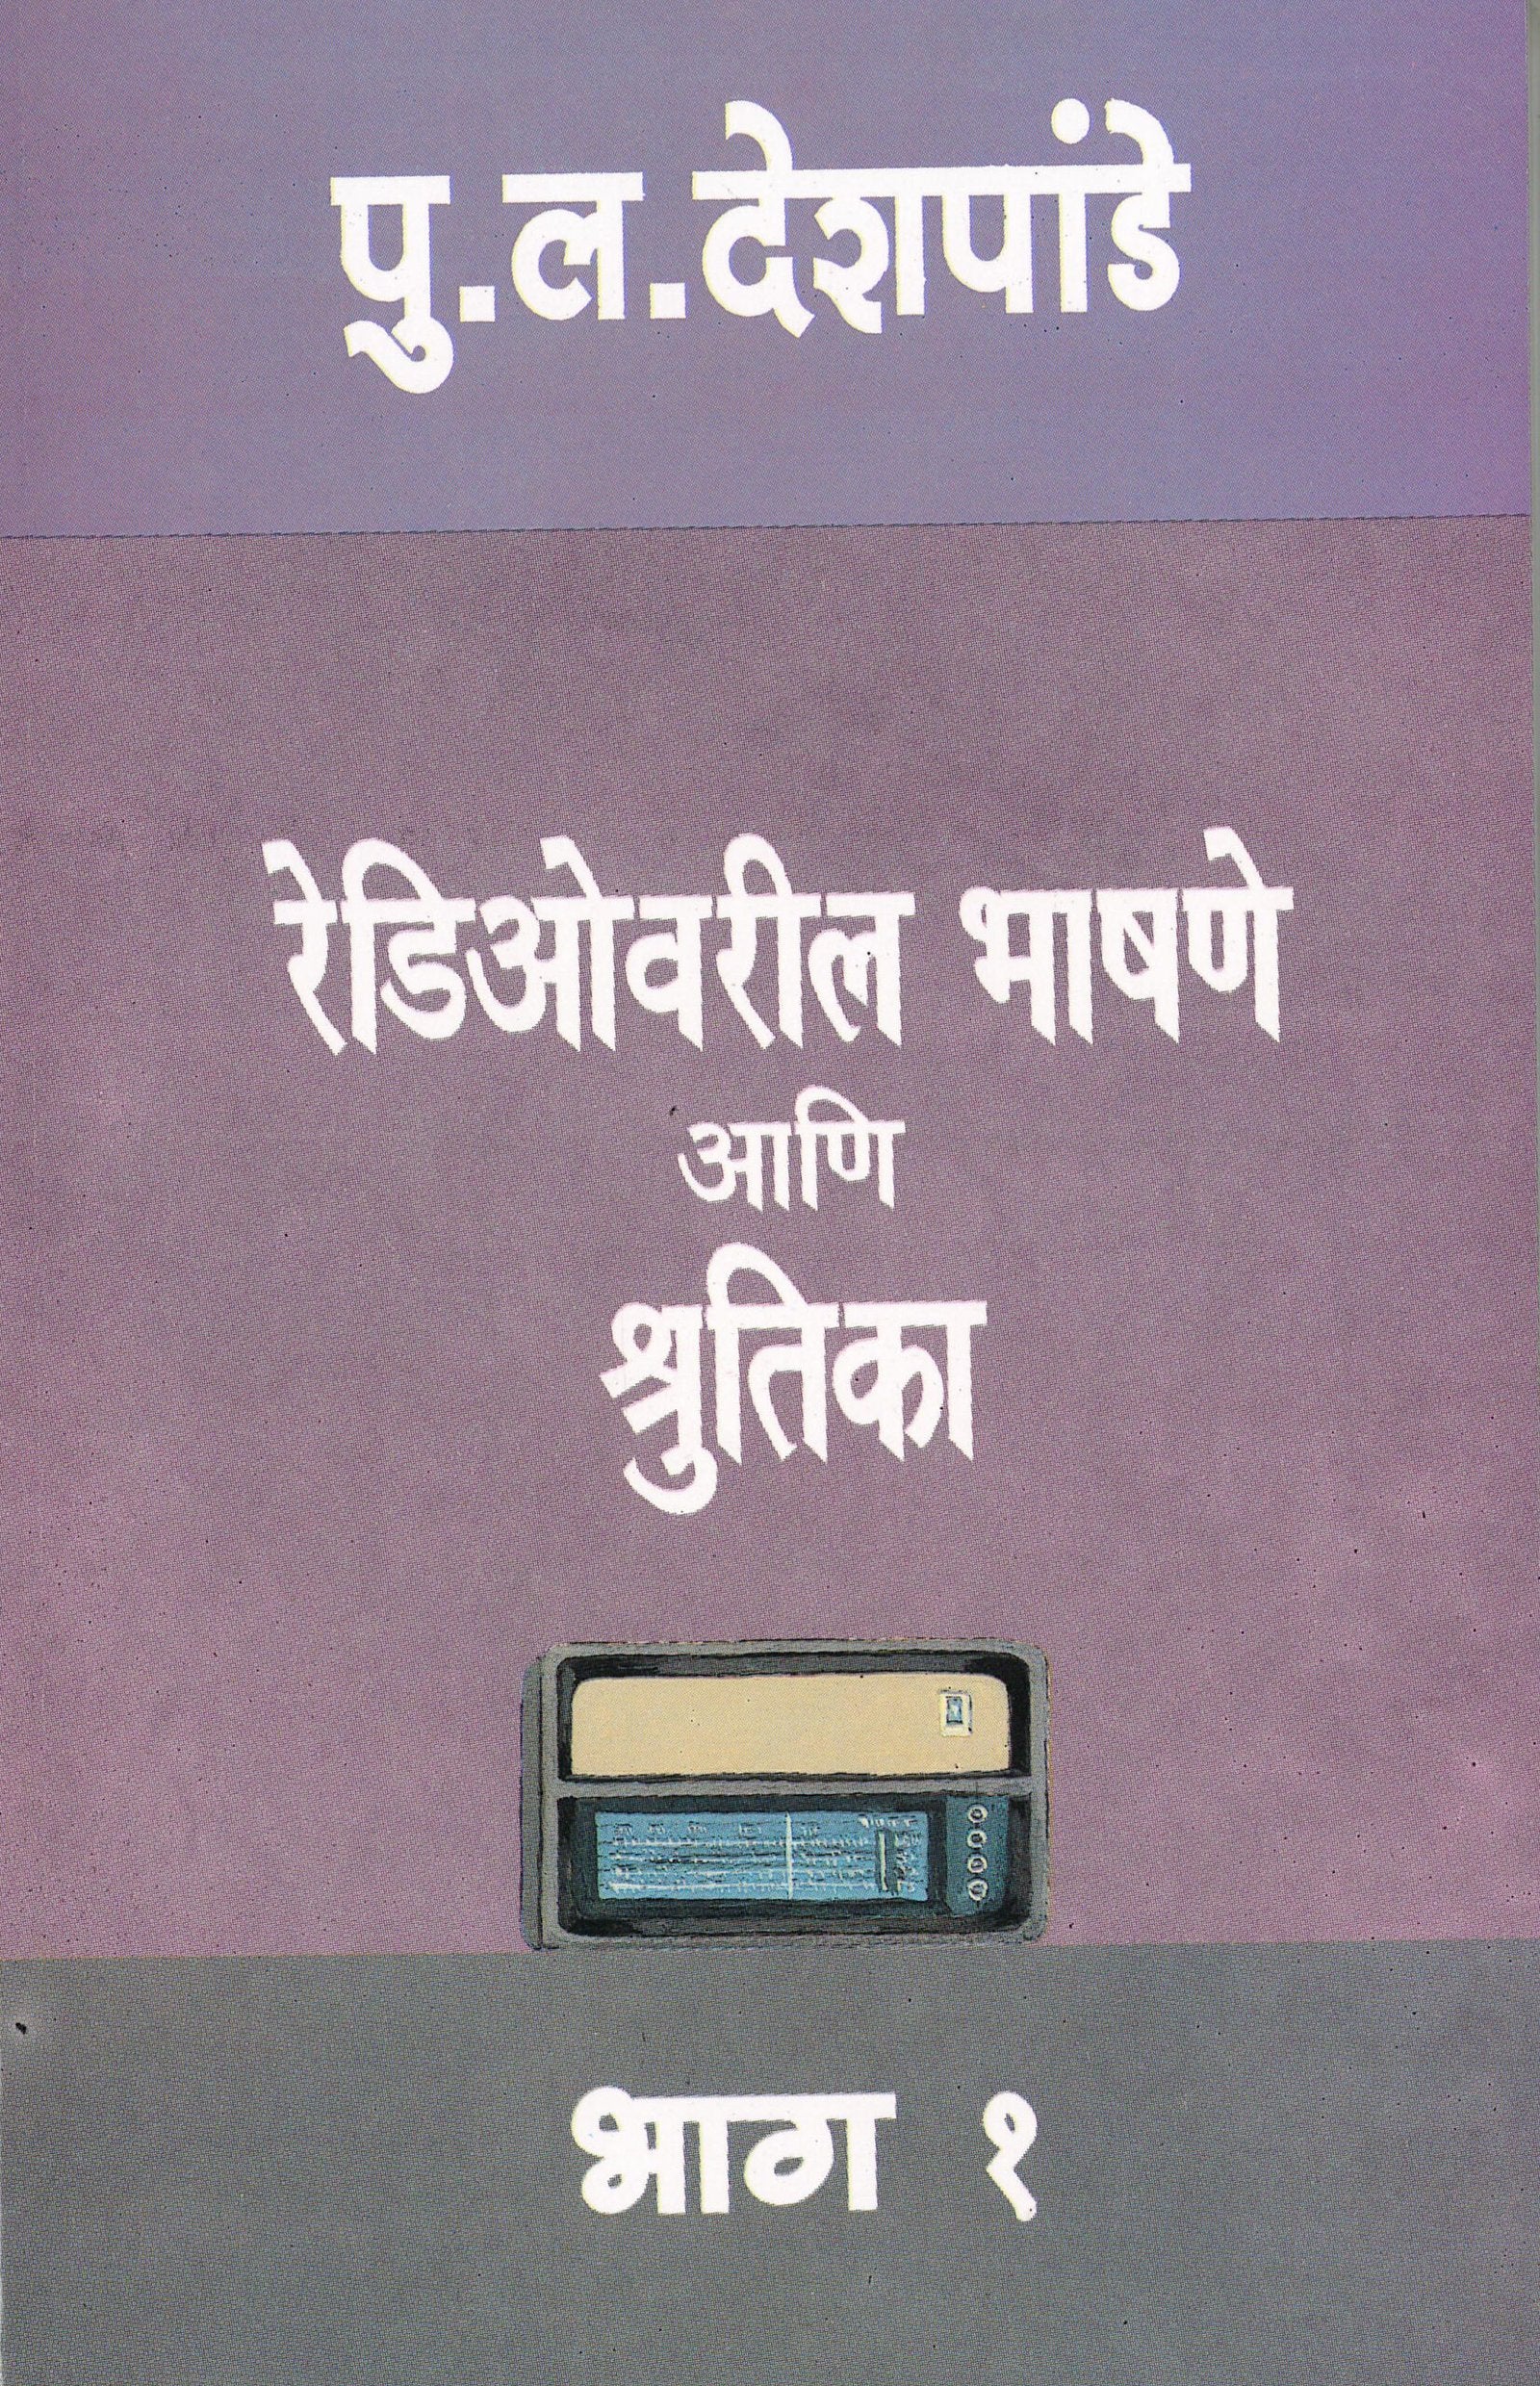 पु.ल.देशपांडे
रेडिओवरील भाषणे
आणि
श्रुतिका
भाग १